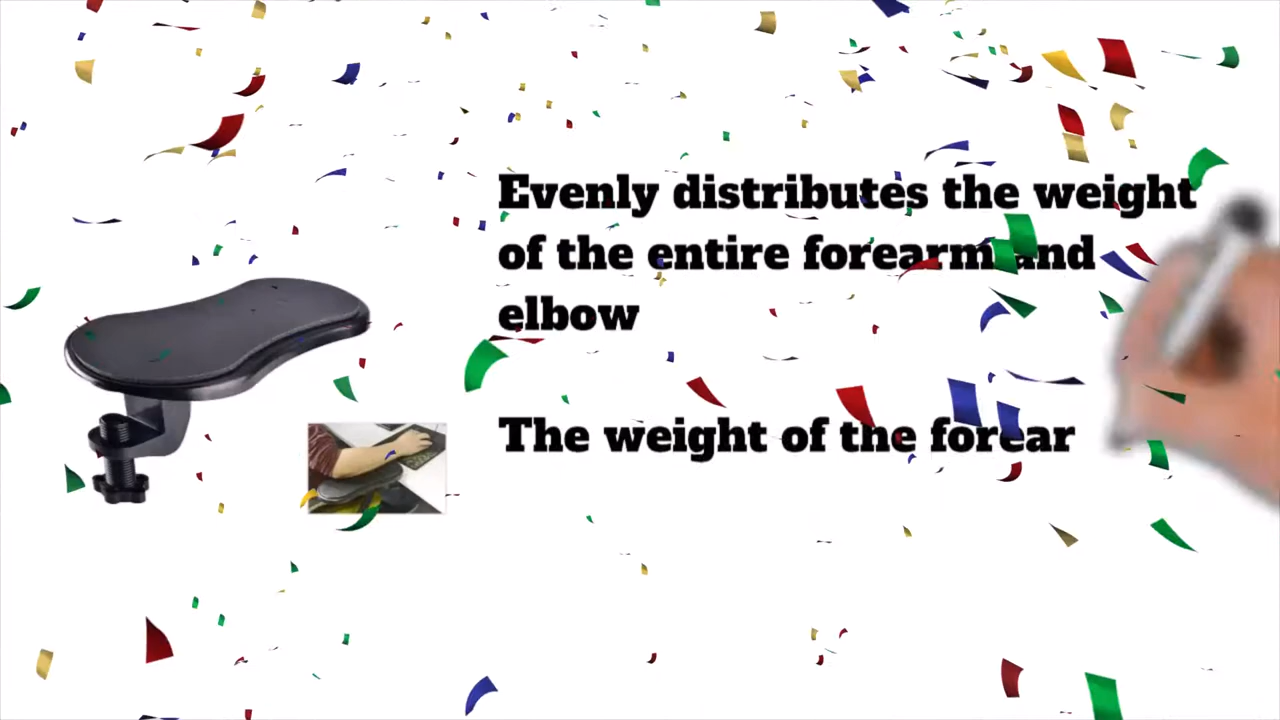 Evenly distributes the weight
of the entire forearm and
elbow
The weight of the forear